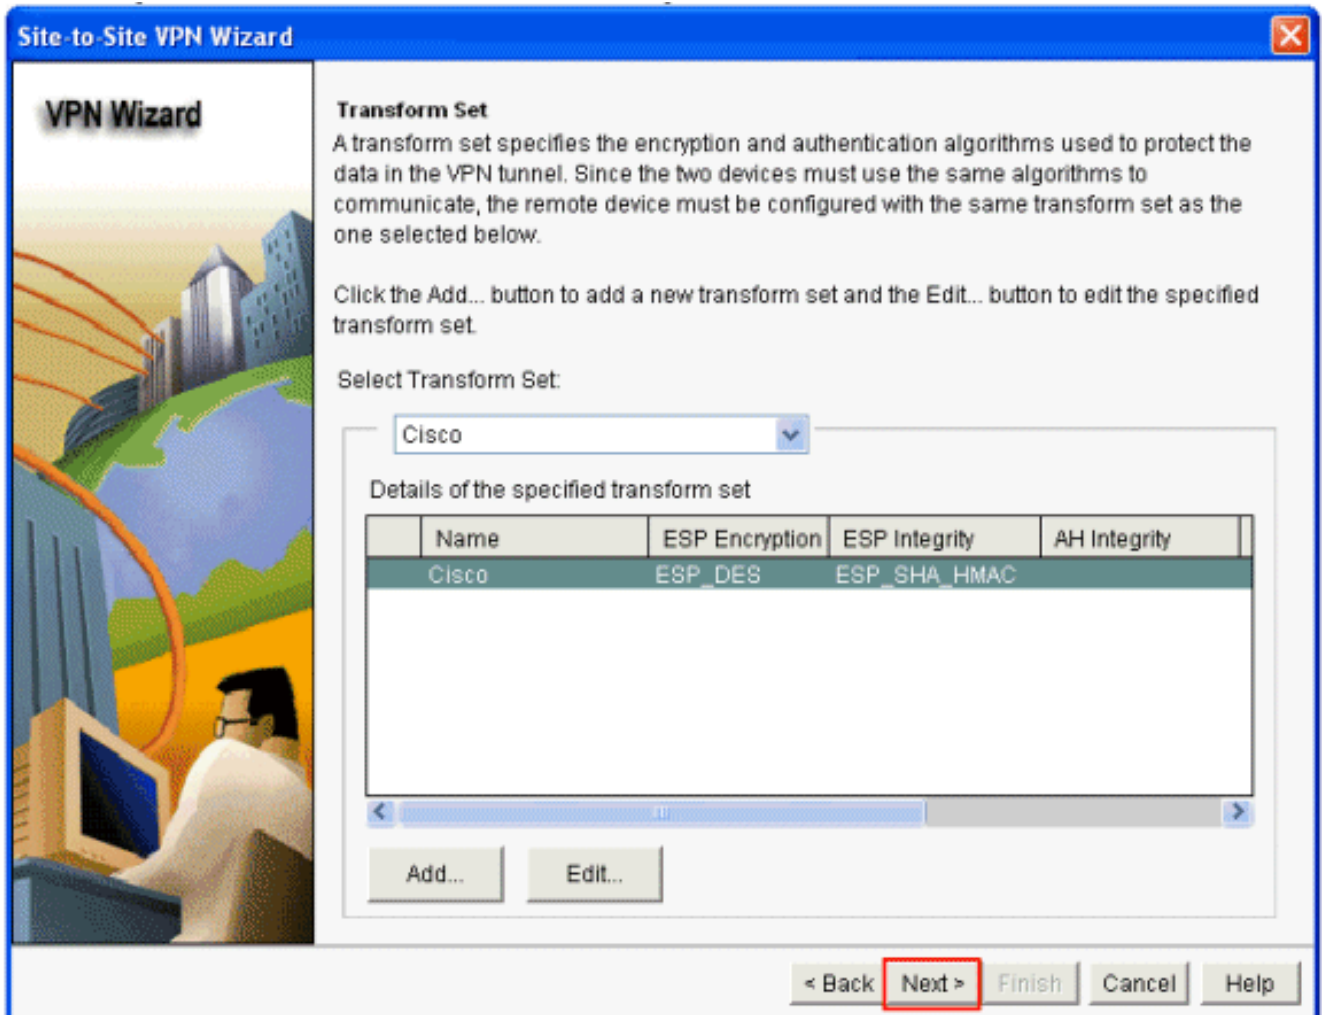 Site-to-Site VPN Wizard
VPN Wizard
Transform Set
A transform set specifies the encryption and authentication algorithms used to protect the
data in the VPN tunnel. Since the two devices must use the same algorithms to
communicate, the remote device must be configured with the same transform set as the
one selected below.
Click the Add... button to add a new transform set and the Edit... button to edit the specified
transform set.
Select Transform Set:
Cisco
Details of the specified transform set
Name ESP Encryption ESP Integrity AH Integrity
Cisco ESP_DES ESP_SHA_HMAC
Add... Edit...
< Back Next > Finish Cancel Help